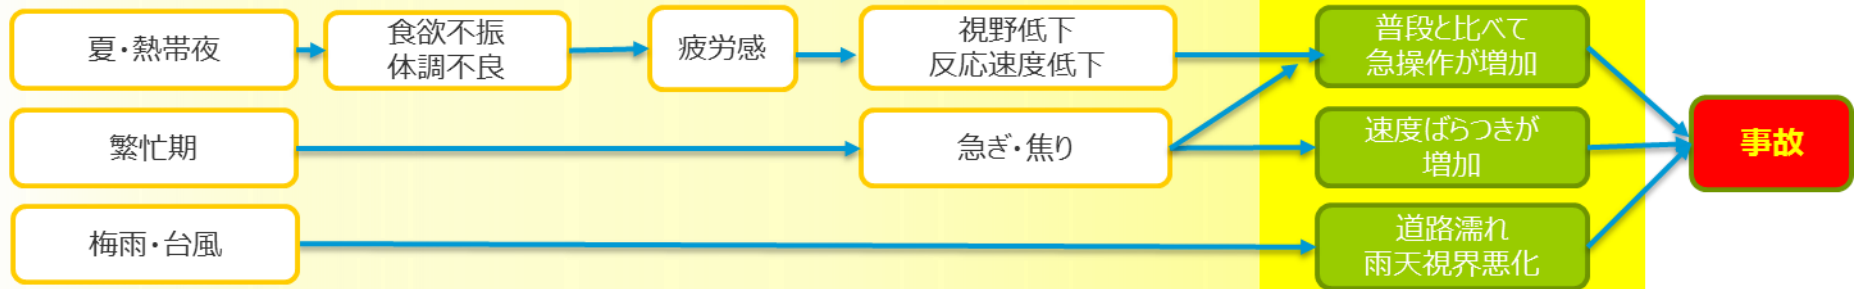 夏・熱帯夜
食欲不振
体調不良
疲労感
視野低下
反応速度低下
普段と比べて
急操作が増加
繁忙期
急ぎ・焦り
速度ばらつきが
増加
事故
梅雨・台風
道路濡れ
雨天視界悪化